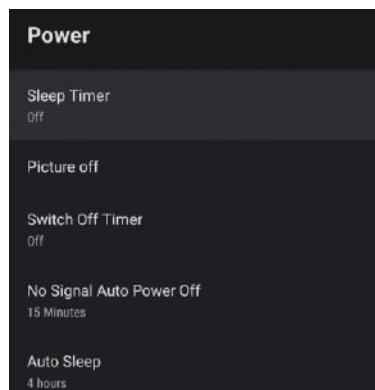 Power
Sleep Timer
Off
Picture off
Switch Off Timer
Off
No Signal Auto Power Off
15 Minutes
Auto Sleep
4 hours